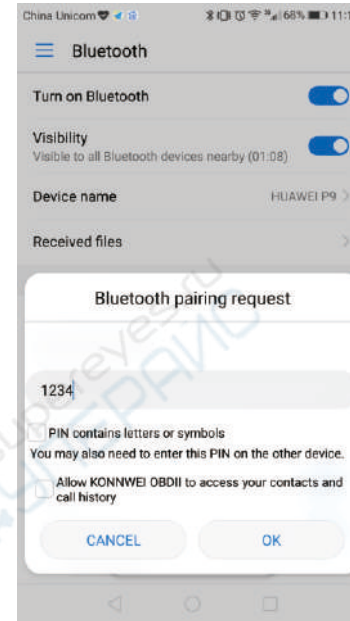 China Unicom 68% 11:1
Bluetooth
Turn on Bluetooth
Visibility
Visible to all Bluetooth devices nearby (01:08)
Device name HUAWEI P9
Received files
Bluetooth pairing request
1234
PIN contains letters or symbols
You may also need to enter this PIN on the other device.
Allow KONNWEI OBDII to access your contacts and
call history
CANCEL OK